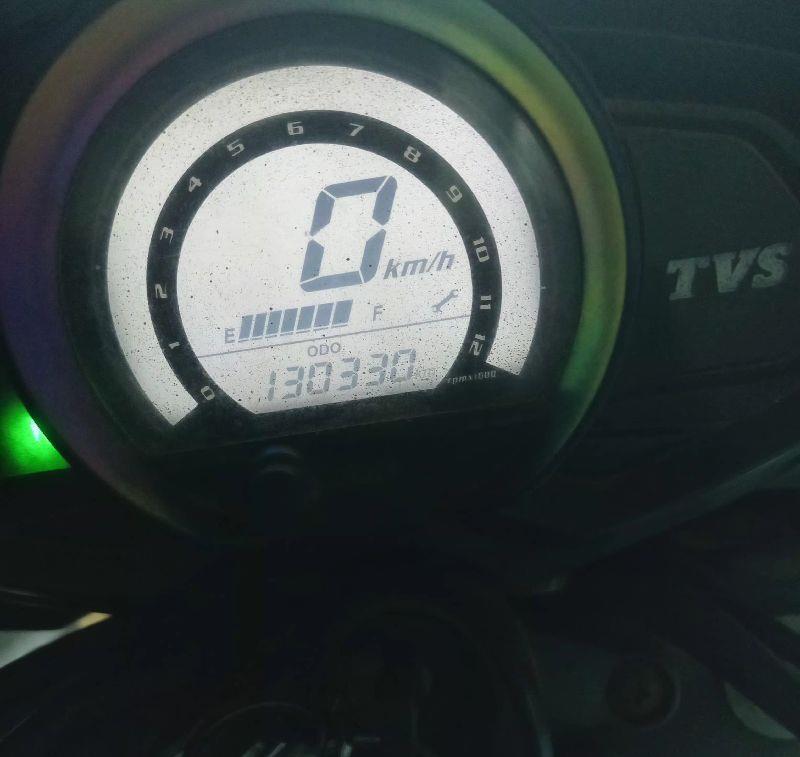 0 1 2 3 4 5 6 7 8 9 10 11 12
0 km/h
TVS
E F
ODO
130330
rpmx1000